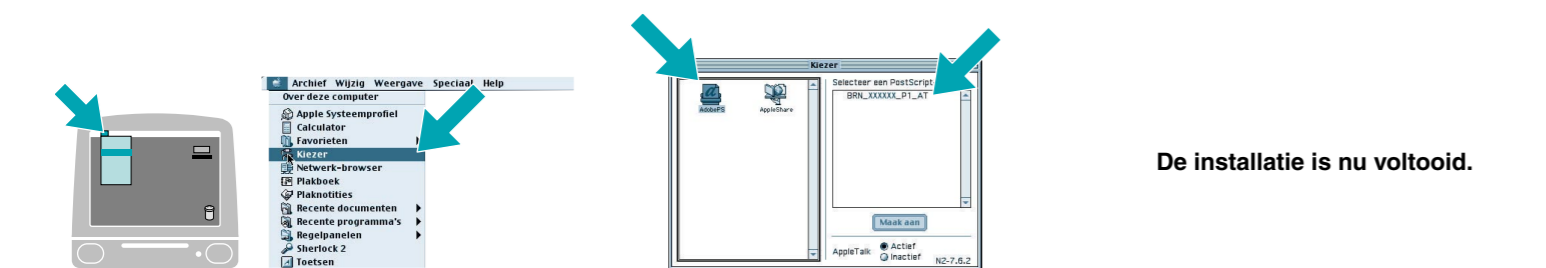 Archief Wijzig Weergave Speciaal Help
Over deze computer
Apple Systeemprofiel
Calculator
Favorieten
Kiezer
Netwerk-browser
Plakboek
Plaknotities
Recente documenten
Recente programma's
Regelpanelen
Sherlock 2
Toetsen
Kiezer
AdobePS
AppleShare
Selecteer een PostScript
BRN_XXXXXX_P1_AT
Maak aan
AppleTalk
Actief
Inactief
N2-7.6.2
De installatie is nu voltooid.